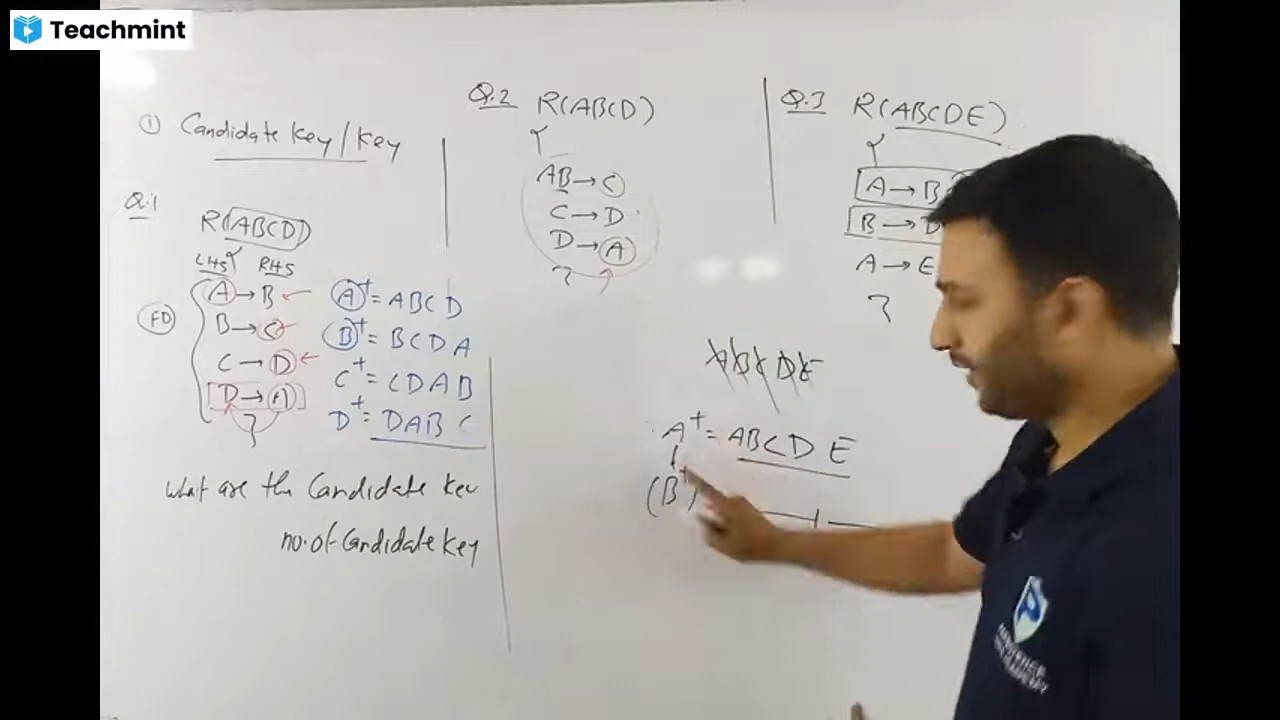 Teachmint
① Candidate key/key
Q.1
R(ABCD)
LHS RHS
FD
A→B
B→C
C→D
D→A
A⁺=ABCD
B⁺=BCDA
C⁺=CDAB
D⁺=DABC
What are the Candidate key
no. of Candidate key
Q.2 R(ABCD)
{
AB→C
C→D
D→A
}
Q.3 R(ABCDE)
{
A→B
B→D
A→E
}
ABCDE
A⁺=ABCDE
(B⁺)